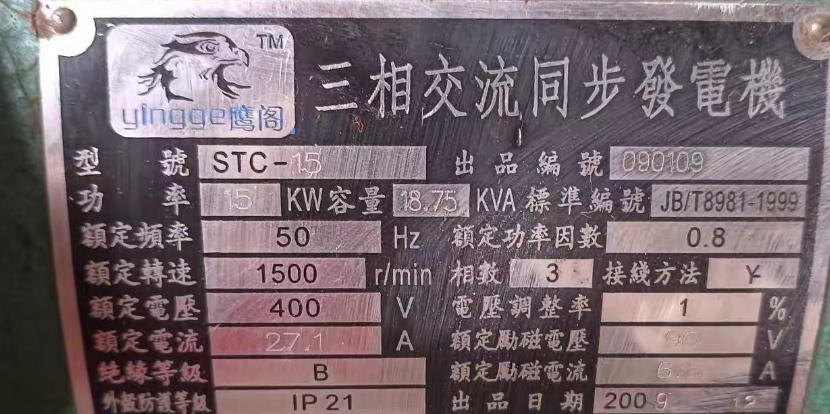 yingge鹰阁 TM
三相交流同步發電機
型號 STC-15 出品編號 090109
功率 15 KW 容量 18.75 KVA 標準編號 JB/T8981-1999
額定頻率 50 Hz 額定功率因數 0.8
額定轉速 1500 r/min 相數 3 接线方法 Y
額定電壓 400 V 電壓調整率 1 %
額定電流 27.1 A 額定勵磁電壓 V
绝緣等級 B 額定勵磁電流 A
外殼防護等級 IP 21 出品日期 2009 12